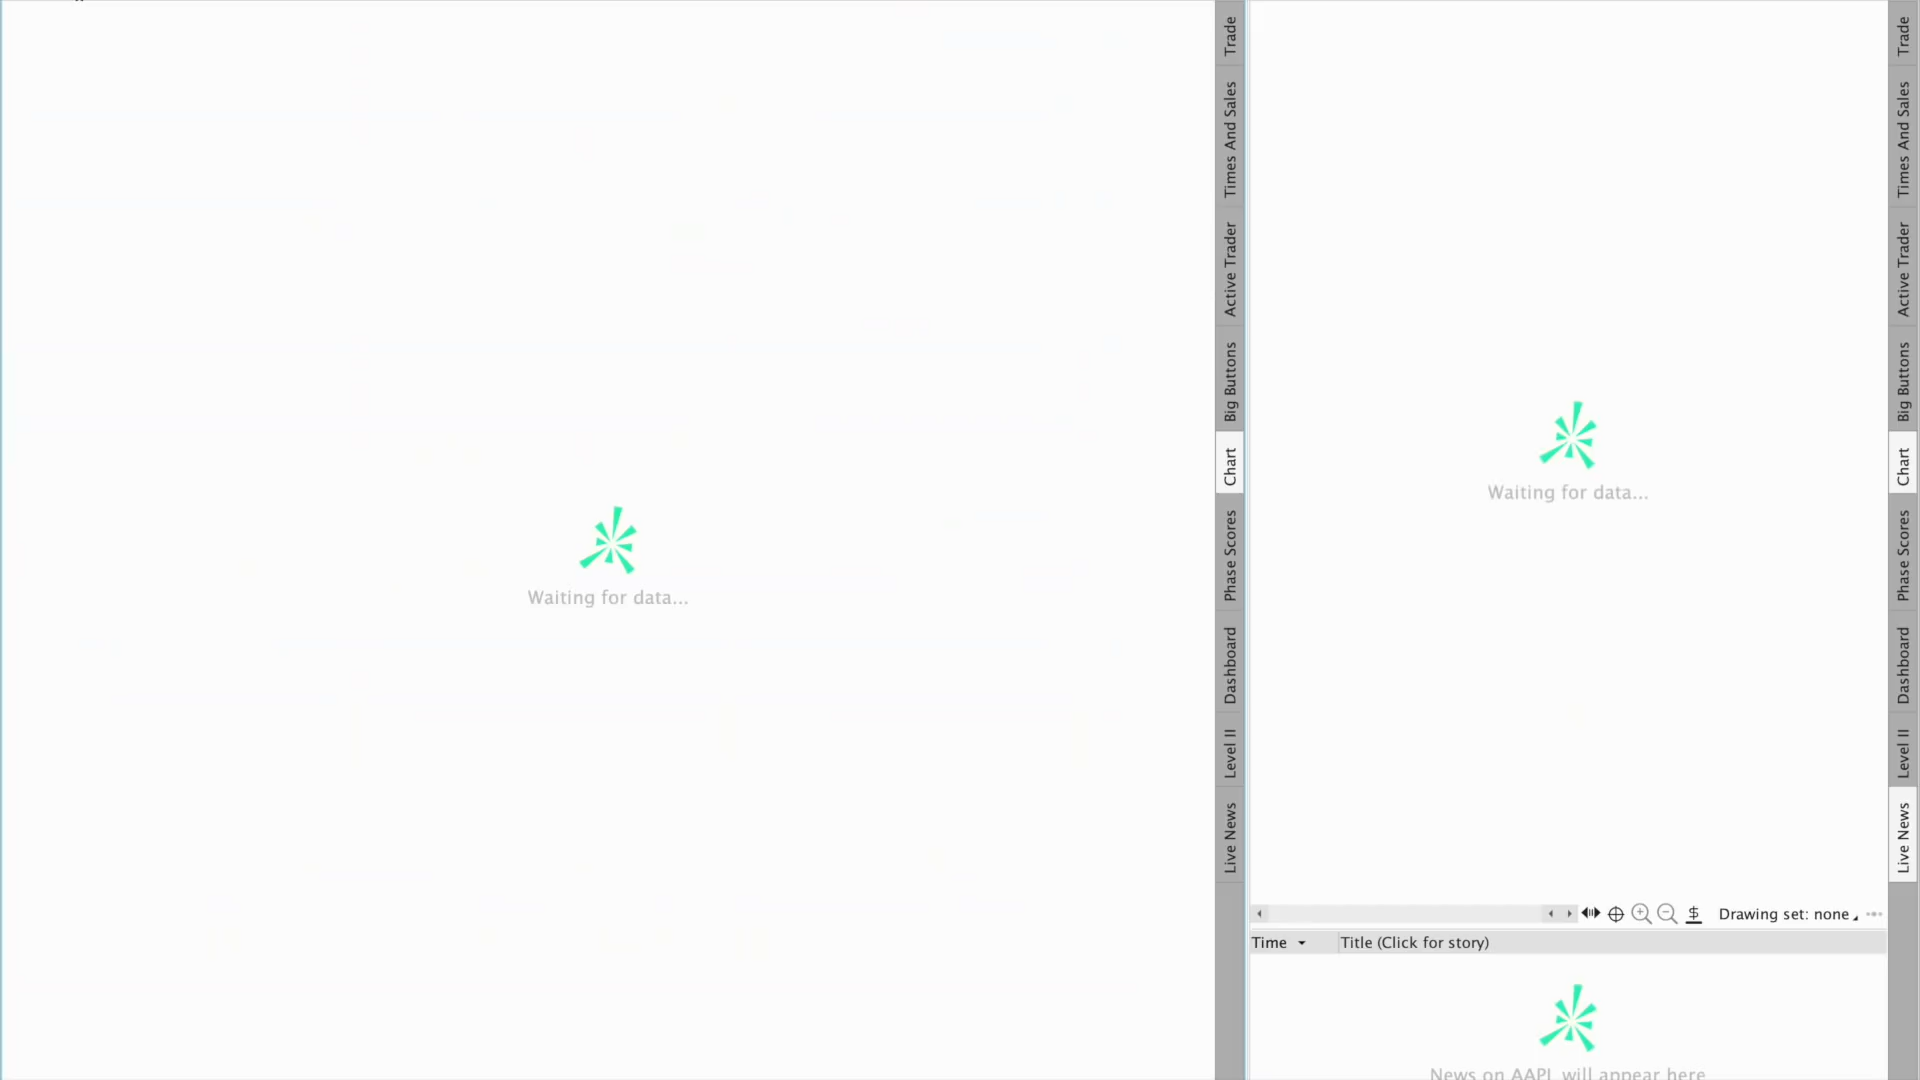 Trade
Times And Sales
Active Trader
Big Buttons
Chart
Phase Scores
Dashboard
Level II
Live News
Waiting for data...
Waiting for data...
Trade
Times And Sales
Active Trader
Big Buttons
Chart
Phase Scores
Dashboard
Level II
Live News
$ Drawing set: none
Time Title (Click for story)
News on AAPL will appear here